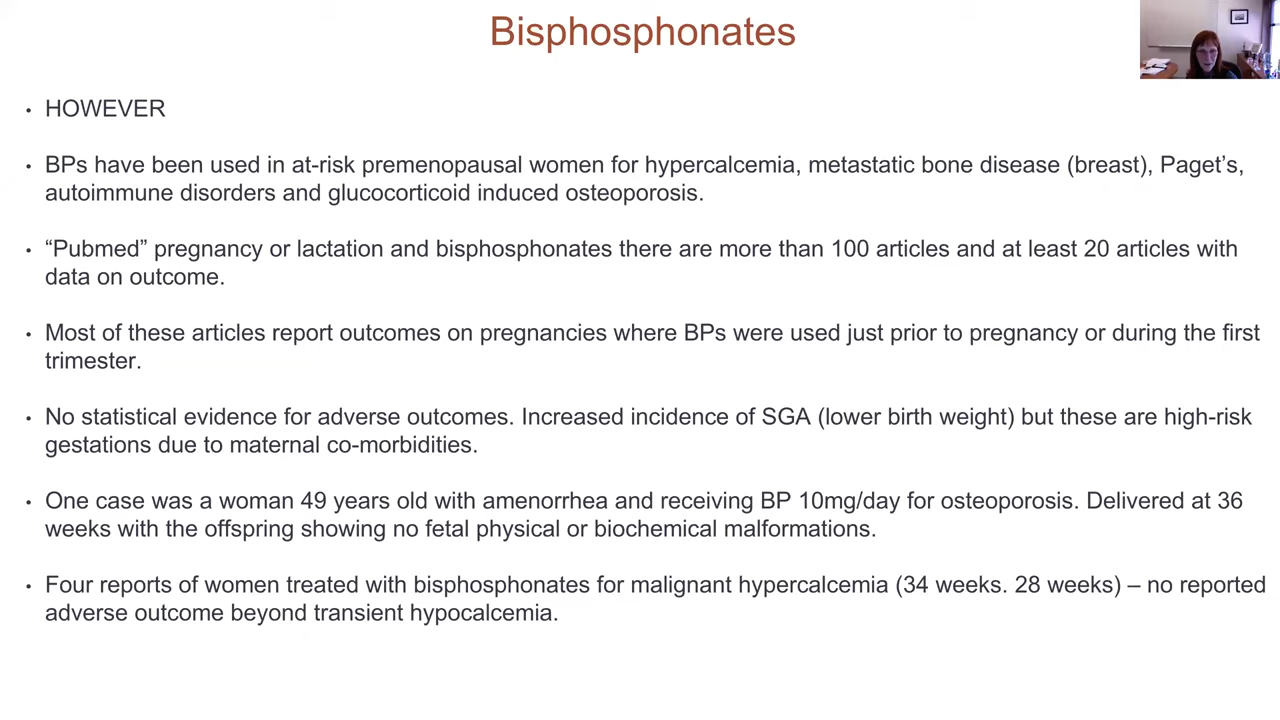 Bisphosphonates
• HOWEVER
• BPs have been used in at-risk premenopausal women for hypercalcemia, metastatic bone disease (breast), Paget’s,
autoimmune disorders and glucocorticoid induced osteoporosis.
• “Pubmed” pregnancy or lactation and bisphosphonates there are more than 100 articles and at least 20 articles with
data on outcome.
• Most of these articles report outcomes on pregnancies where BPs were used just prior to pregnancy or during the first
trimester.
• No statistical evidence for adverse outcomes. Increased incidence of SGA (lower birth weight) but these are high-risk
gestations due to maternal co-morbidities.
• One case was a woman 49 years old with amenorrhea and receiving BP 10mg/day for osteoporosis. Delivered at 36
weeks with the offspring showing no fetal physical or biochemical malformations.
• Four reports of women treated with bisphosphonates for malignant hypercalcemia (34 weeks. 28 weeks) – no reported
adverse outcome beyond transient hypocalcemia.